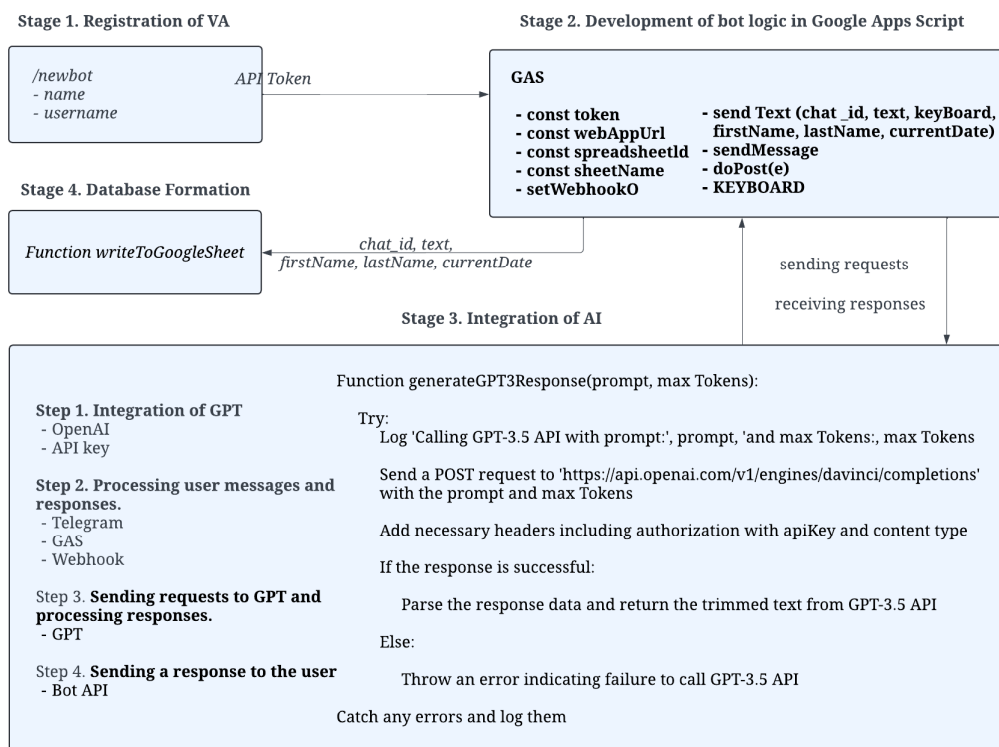 Stage 1. Registration of VA
/newbot
- name
- username
API Token
Stage 2. Development of bot logic in Google Apps Script
GAS
- const token
- const webAppUrl
- const spreadsheetld
- const sheetName
- setWebhookO
- send Text (chat _id, text, keyBoard,
firstName, lastName, currentDate)
- sendMessage
- doPost(e)
- KEYBOARD
Stage 4. Database Formation
Function writeToGoogleSheet
chat_id, text,
firstName, lastName, currentDate
sending requests
receiving responses
Stage 3. Integration of AI
Step 1. Integration of GPT
- OpenAI
- API key
Step 2. Processing user messages and
responses.
- Telegram
- GAS
- Webhook
Step 3. Sending requests to GPT and
processing responses.
- GPT
Step 4. Sending a response to the user
- Bot API
Function generateGPT3Response(prompt, max Tokens):
Try:
Log 'Calling GPT-3.5 API with prompt:', prompt, 'and max Tokens:, max Tokens
Send a POST request to 'https://api.openai.com/v1/engines/davinci/completions'
with the prompt and max Tokens
Add necessary headers including authorization with apiKey and content type
If the response is successful:
Parse the response data and return the trimmed text from GPT-3.5 API
Else:
Throw an error indicating failure to call GPT-3.5 API
Catch any errors and log them